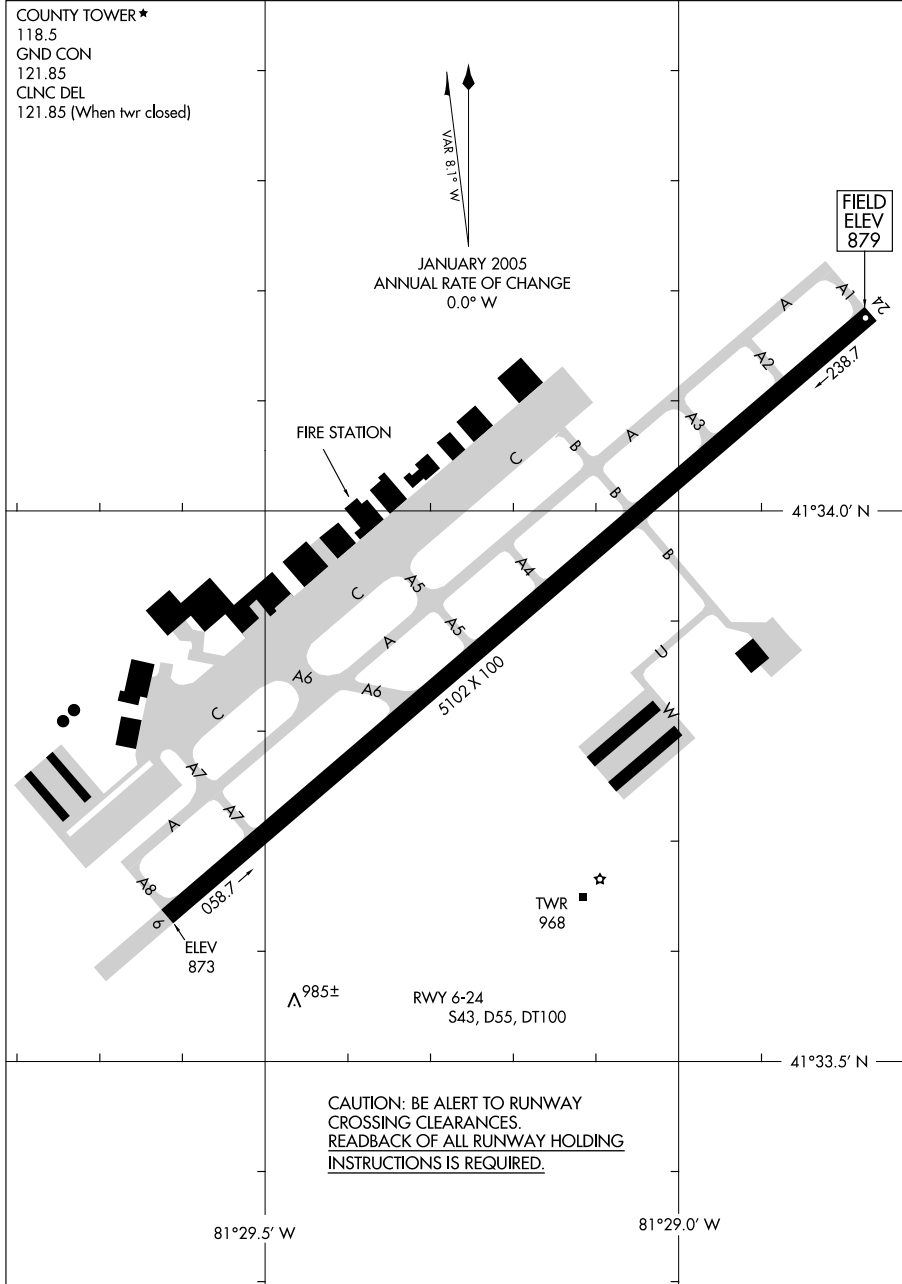 COUNTY TOWER★
118.5
GND CON
121.85
CLNC DEL
121.85 (When twr closed)
VAR 8.1° W
JANUARY 2005
ANNUAL RATE OF CHANGE
0.0° W
FIELD
ELEV
879
A1
24
A
A2
238.7
A3
A
B
C
FIRE STATION
B
41°34.0' N
B
A4
A5
C
A5
A
U
A6
A6
5102 X 100
W
C
A7
A7
A
A8
058.7
6
TWR
968
ELEV
873
985±
RWY 6-24
S43, D55, DT100
41°33.5' N
CAUTION: BE ALERT TO RUNWAY
CROSSING CLEARANCES.
READBACK OF ALL RUNWAY HOLDING
INSTRUCTIONS IS REQUIRED.
81°29.5' W
81°29.0' W